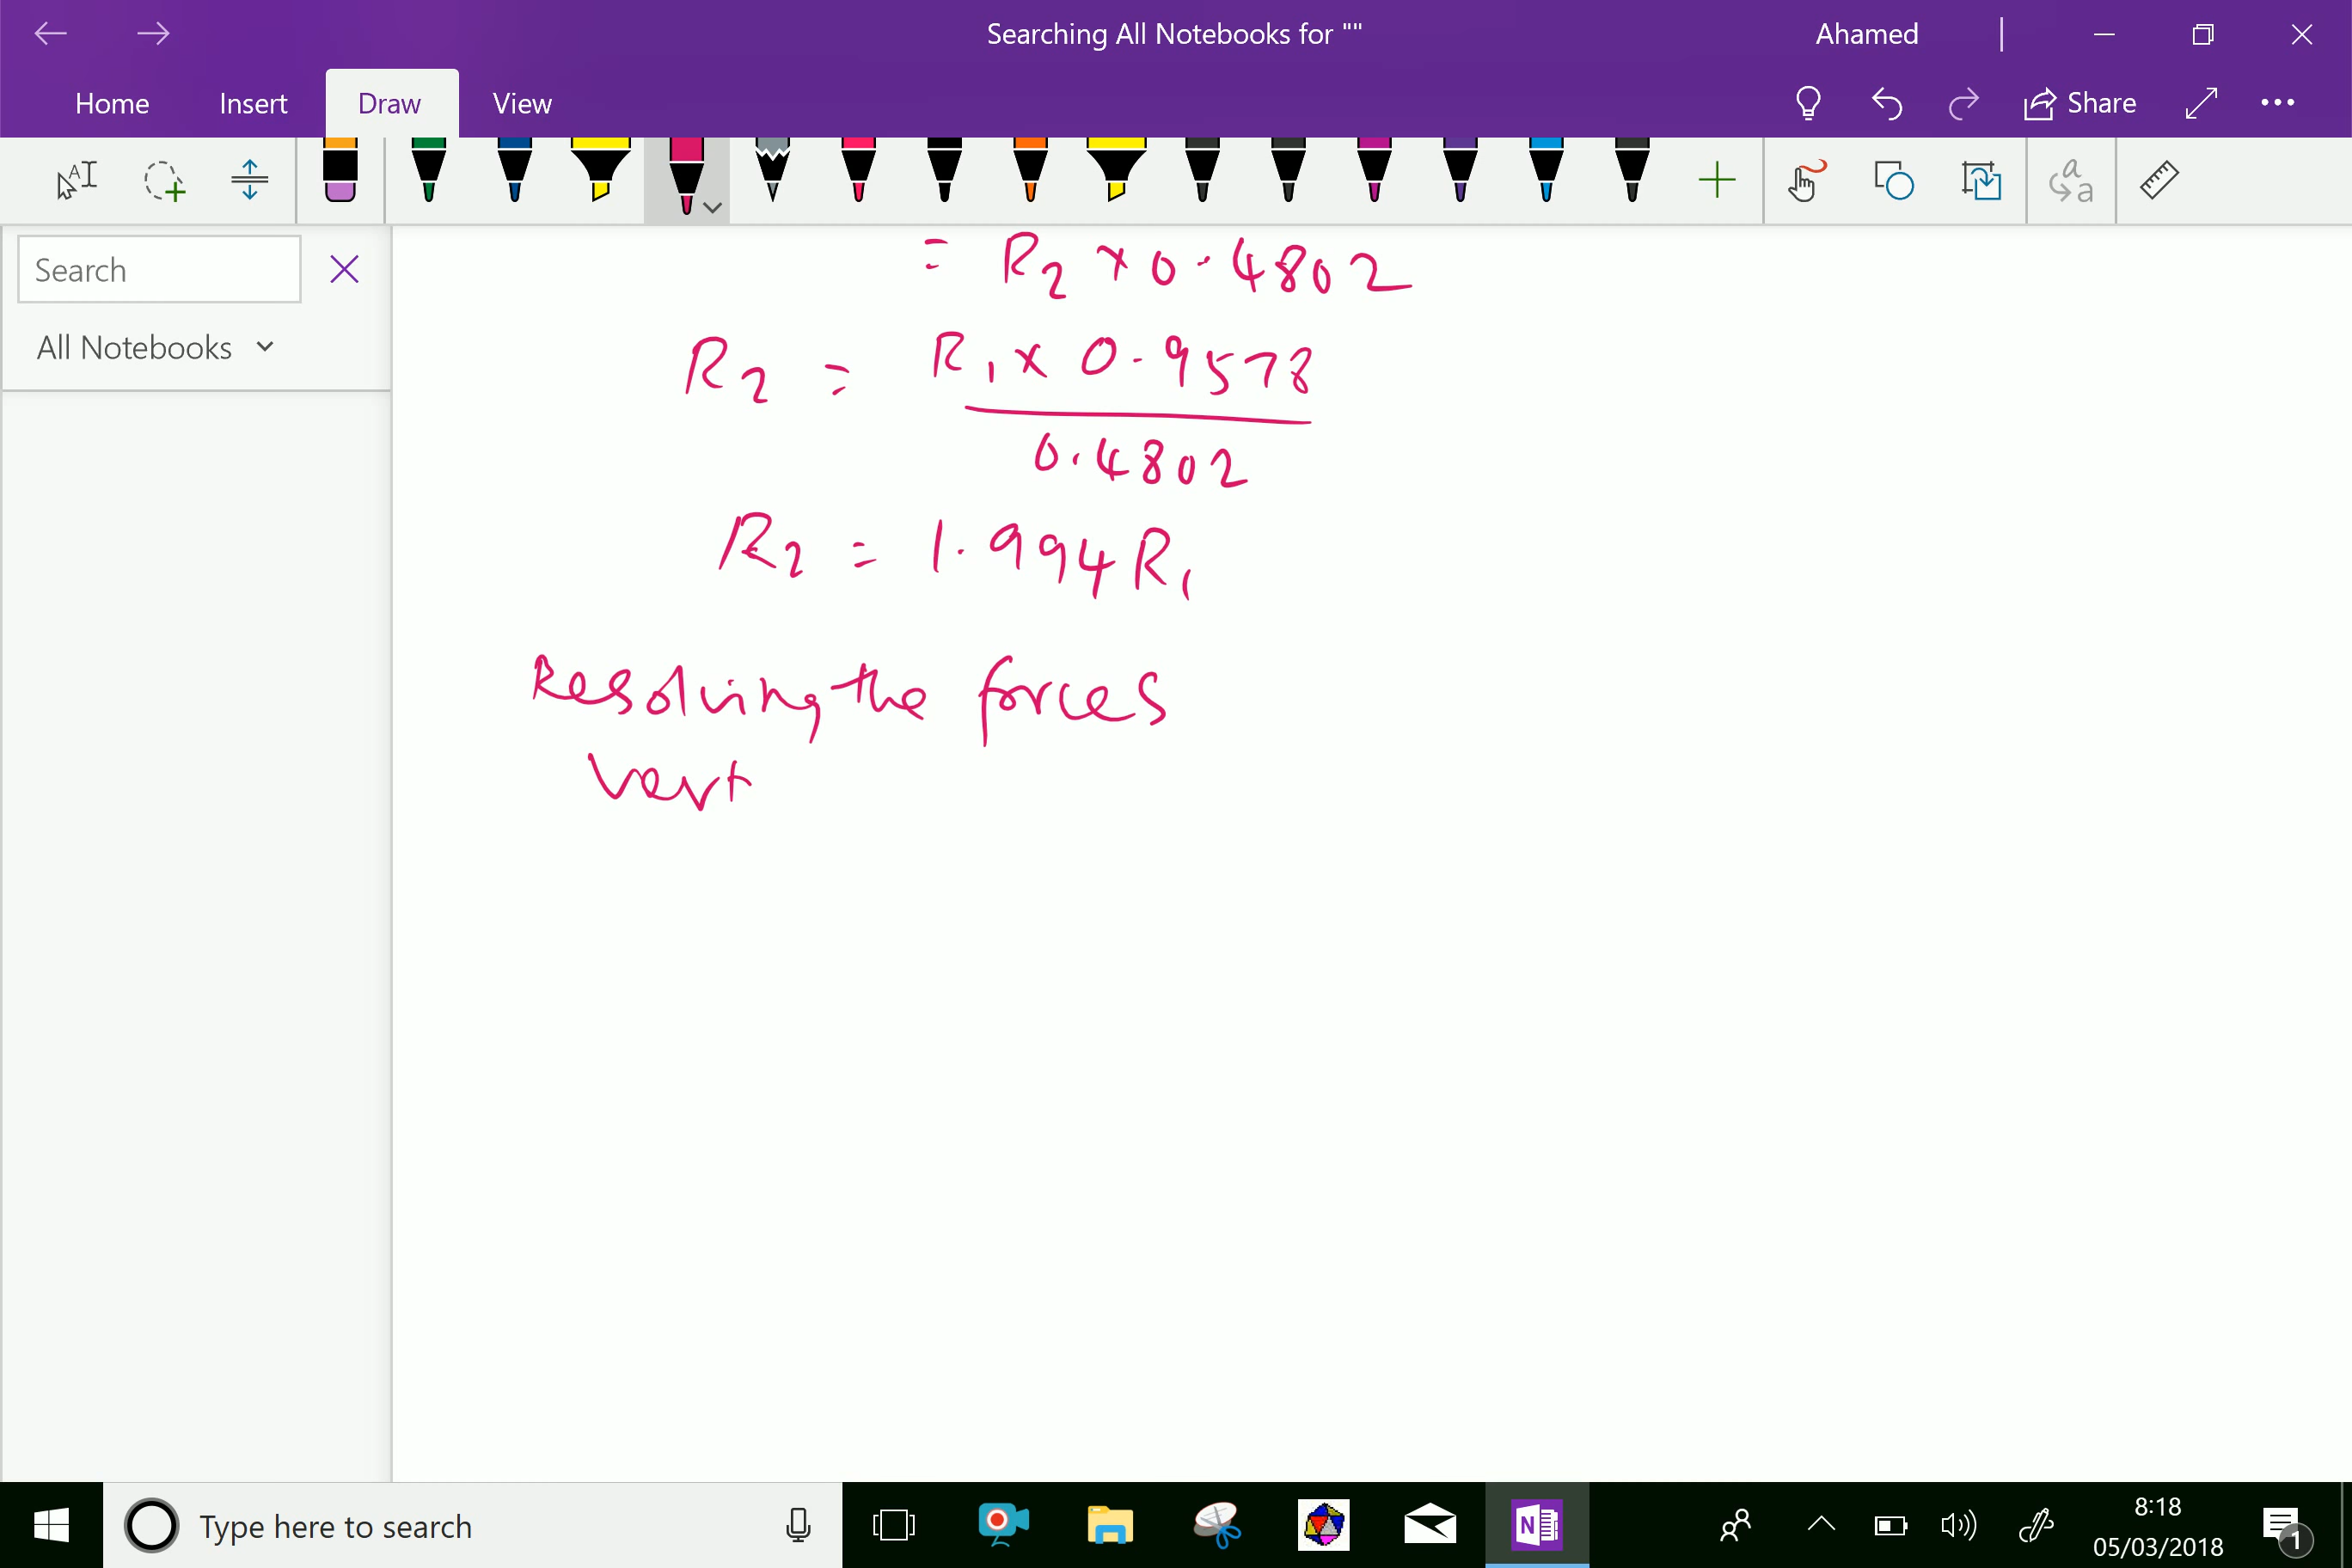 Searching All Notebooks for ""
Ahamed
Home Insert Draw View
Share
Search
All Notebooks
= R2 × 0.4802
R2 = R1 × 0.9578
0.4802
R2 = 1.994 R1
Resolving the forces
vert
Type here to search
8:18
05/03/2018
1